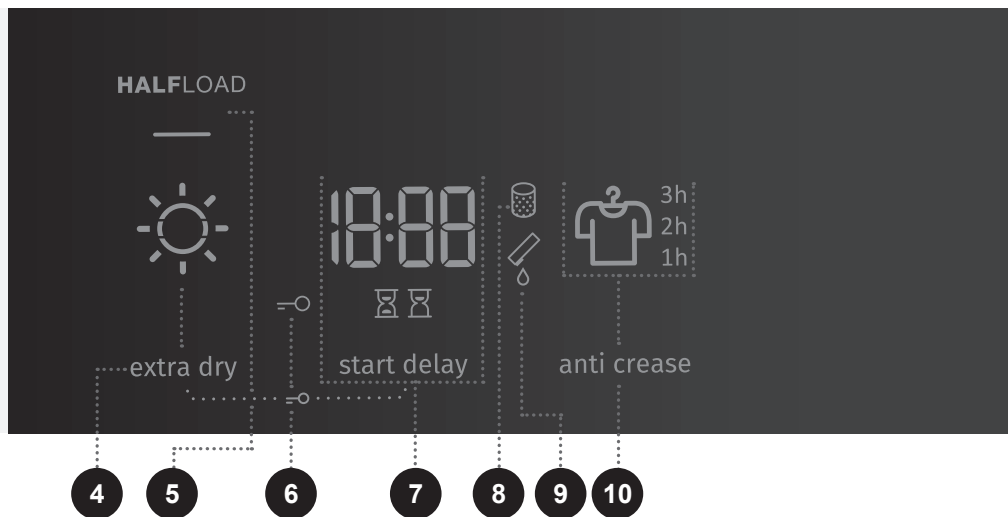 HALFLOAD
18:88
3h
2h
1h
extra dry
start delay
anti crease
4
5
6
7
8
9
10